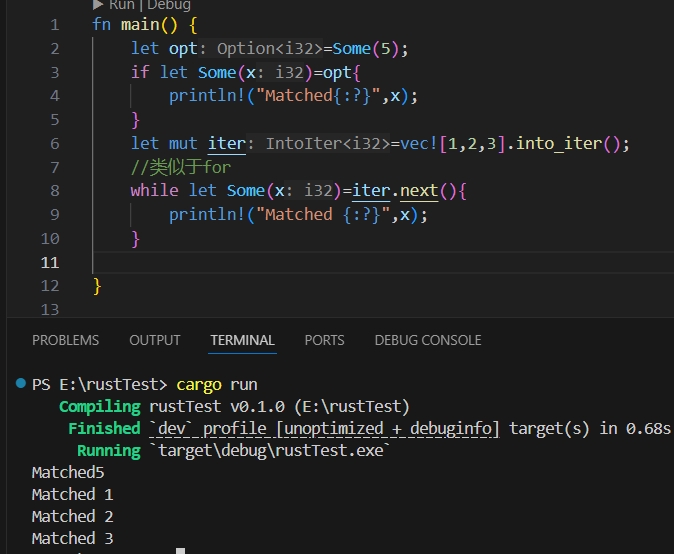 ▶ Run | Debug
1 fn main() {
2 let opt: Option<i32>=Some(5);
3 if let Some(x: i32)=opt{
4 println!("Matched{:?}",x);
5 }
6 let mut iter: IntoIter<i32>=vec![1,2,3].into_iter();
7 //类似于for
8 while let Some(x: i32)=iter.next(){
9 println!("Matched {:?}",x);
10 }
11
12 }
13
PROBLEMS OUTPUT TERMINAL PORTS DEBUG CONSOLE
PS E:\rustTest> cargo run
Compiling rustTest v0.1.0 (E:\rustTest)
Finished `dev` profile [unoptimized + debuginfo] target(s) in 0.68s
Running `target\debug\rustTest.exe`
Matched5
Matched 1
Matched 2
Matched 3